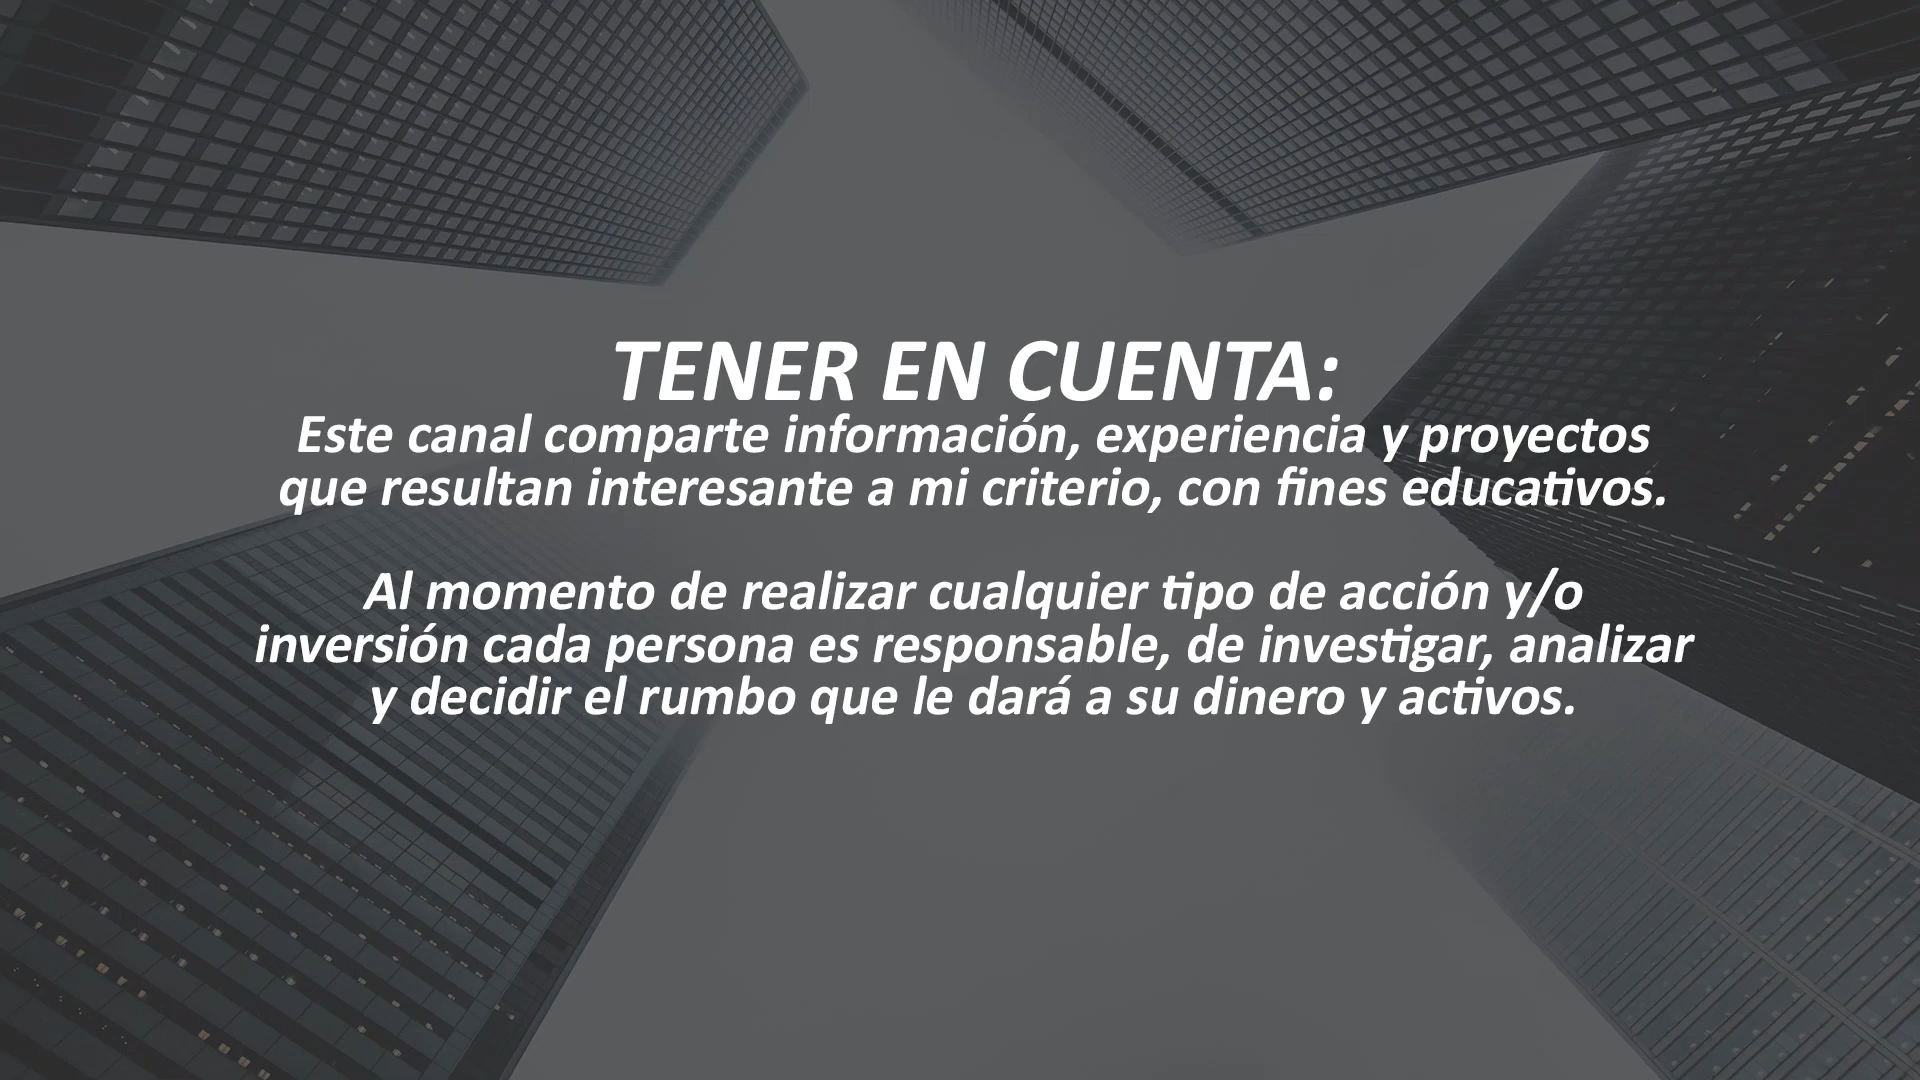 TENER EN CUENTA:
Este canal comparte información, experiencia y proyectos
que resultan interesante a mi criterio, con fines educativos.
Al momento de realizar cualquier tipo de acción y/o
inversión cada persona es responsable, de investigar, analizar
y decidir el rumbo que le dará a su dinero y activos.